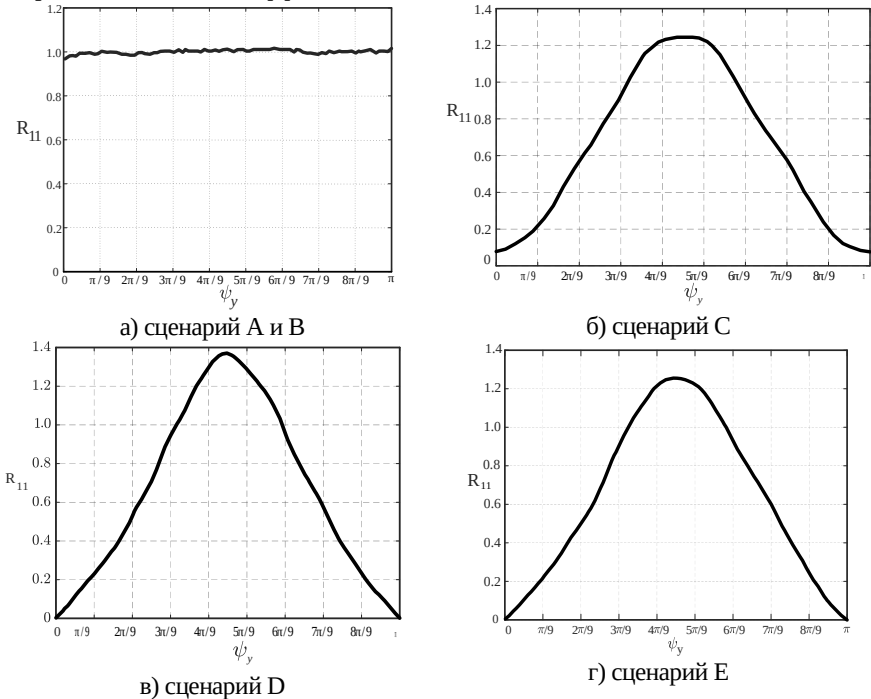 1.2
1.0
0.8
R11 0.6
0.4
0.2
0
0 π / 9 2π / 9 3π / 9 4π / 9 5π / 9 6π / 9 7π / 9 8π / 9 π
ψy
а) сценарий А и В
1.4
1.2
1.0
R11 0.8
0.6
0.4
0.2
0
0 π /9 2π/9 3π/9 4π/9 5π/9 6π/9 7π/9 8π/9
ψy
б) сценарий С
1.4
1.2
1.0
0.8
R11
0.6
0.4
0.2
0
0 π /9 2π/9 3π/9 4π/9 5π/9 6π/9 7π/9 8π/9
ψy
в) сценарий D
1.4
1.2
1.0
R11 0.8
0.6
0.4
0.2
0
0 π/9 2π/9 3π/9 4π/9 5π/9 6π/9 7π/9 8π/9 π
ψy
г) сценарий Е